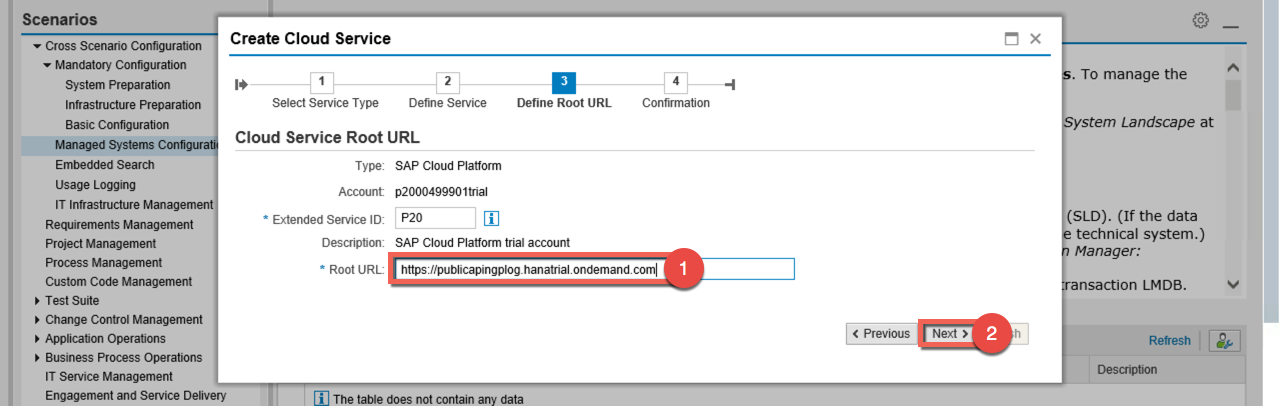 Scenarios
Cross Scenario Configuration
Mandatory Configuration
System Preparation
Infrastructure Preparation
Basic Configuration
Managed Systems Configurati
Embedded Search
Usage Logging
IT Infrastructure Management
Requirements Management
Project Management
Process Management
Custom Code Management
Test Suite
Change Control Management
Application Operations
Business Process Operations
IT Service Management
Engagement and Service Delivery
Create Cloud Service
1 2 3 4
Select Service Type Define Service Define Root URL Confirmation
Cloud Service Root URL
Type: SAP Cloud Platform
Account: p2000499901trial
* Extended Service ID: P20
Description: SAP Cloud Platform trial account
* Root URL: https://publicapingplog.hanatrial.ondemand.com 1
Previous Next 2 sh
s. To manage the
System Landscape at
(SLD). (If the data
e technical system.)
n Manager:
transaction LMDB.
Refresh
Description
The table does not contain any data